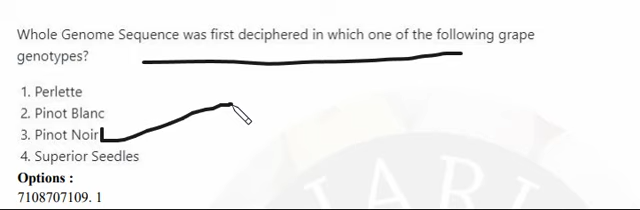 Whole Genome Sequence was first deciphered in which one of the following grape
genotypes?
1. Perlette
2. Pinot Blanc
3. Pinot Noir
4. Superior Seedles
Options :
7108707109. 1
IARI